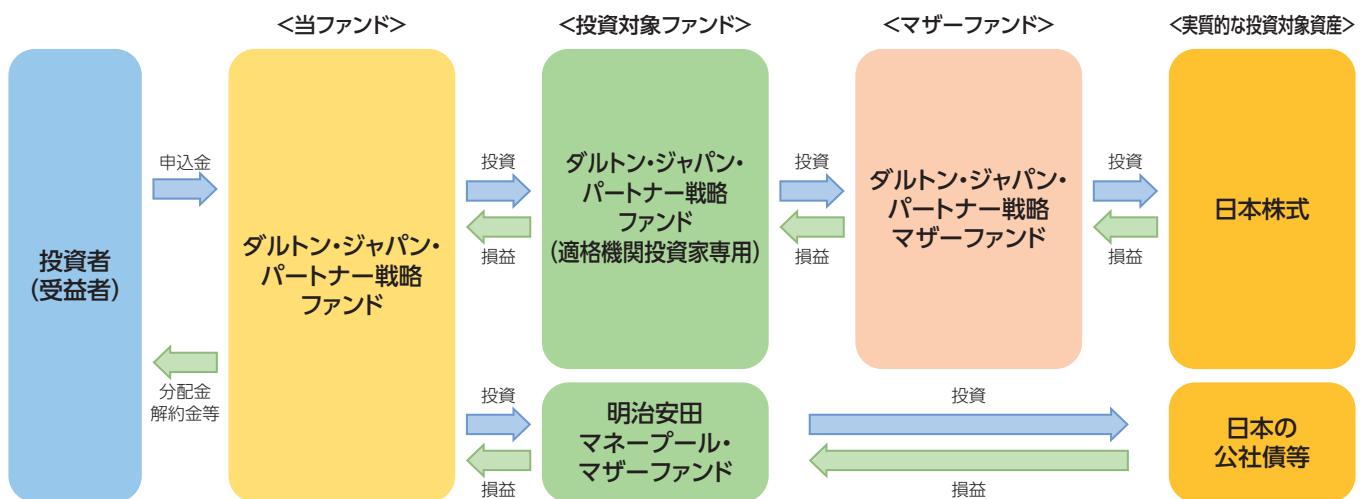 <当ファンド>
<投資対象ファンド>
<マザーファンド>
<実質的な投資対象資産>
投資者
(受益者)
申込金
分配金
解約金等
ダルトン・ジャパン・
パートナー戦略
ファンド
投資
損益
ダルトン・ジャパン・
パートナー戦略
ファンド
(適格機関投資家専用)
投資
損益
ダルトン・ジャパン・
パートナー戦略
マザーファンド
投資
損益
日本株式
投資
損益
明治安田
マネープール・
マザーファンド
投資
損益
日本の
公社債等